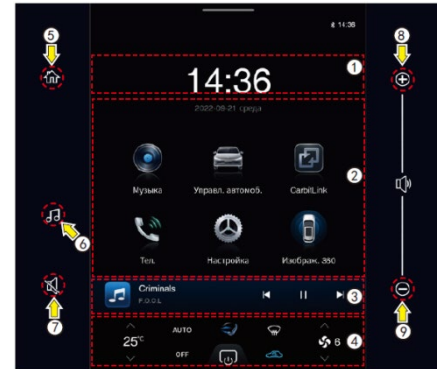 5
8
14:36
1
14:36
2022-09-21 среда
2
Музыка
Управл. автомоб.
CarbitLink
6
Тел.
Настройка
Изображ. 360
Criminals
F.O.O.L
3
7
9
AUTO
4
25°C
6
OFF